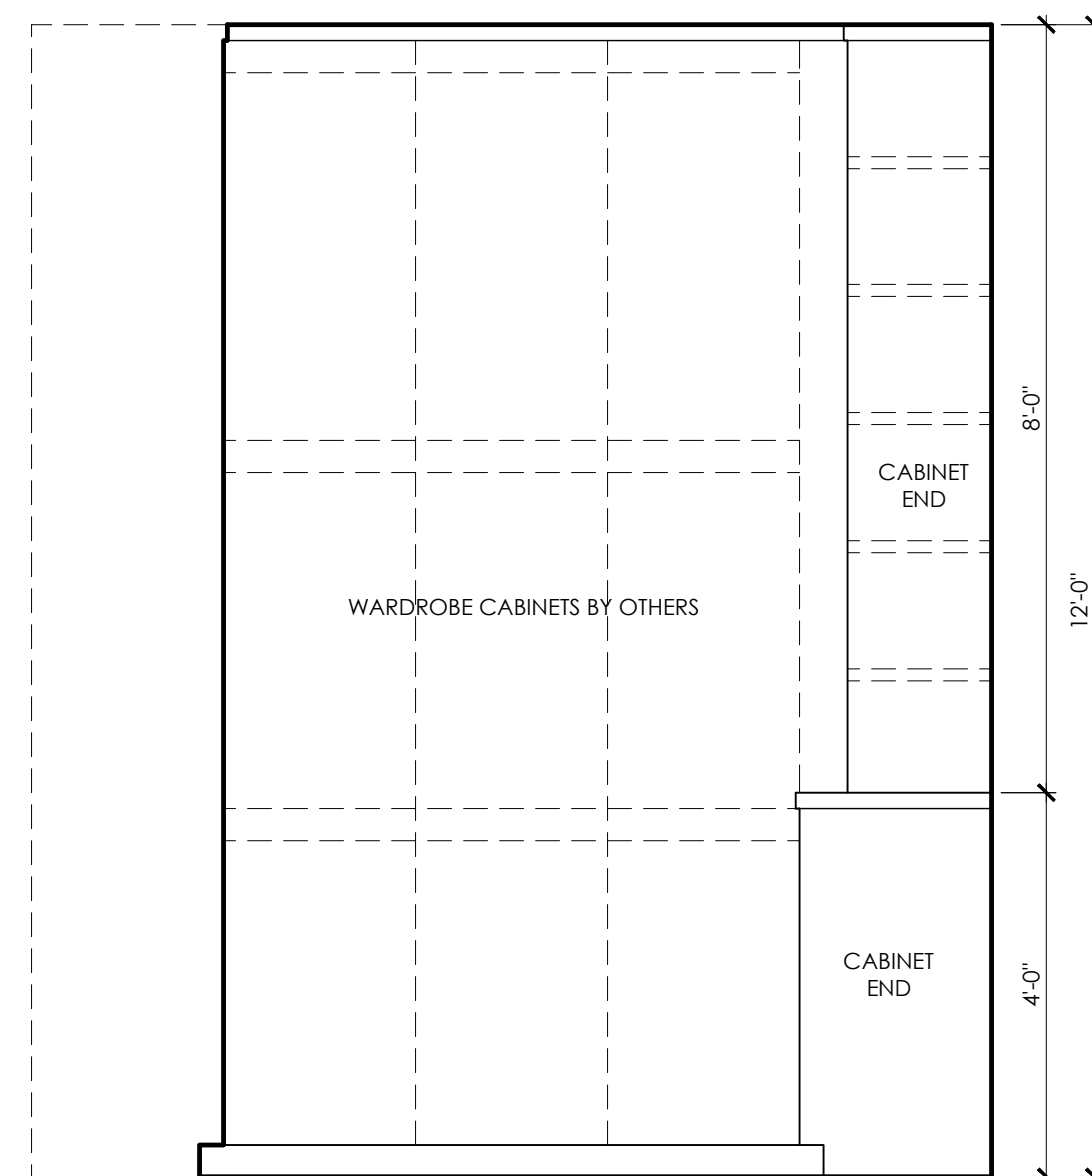 8'-0"
CABINET
END
12'-0"
WARDROBE CABINETS BY OTHERS
CABINET
END
4'-0"